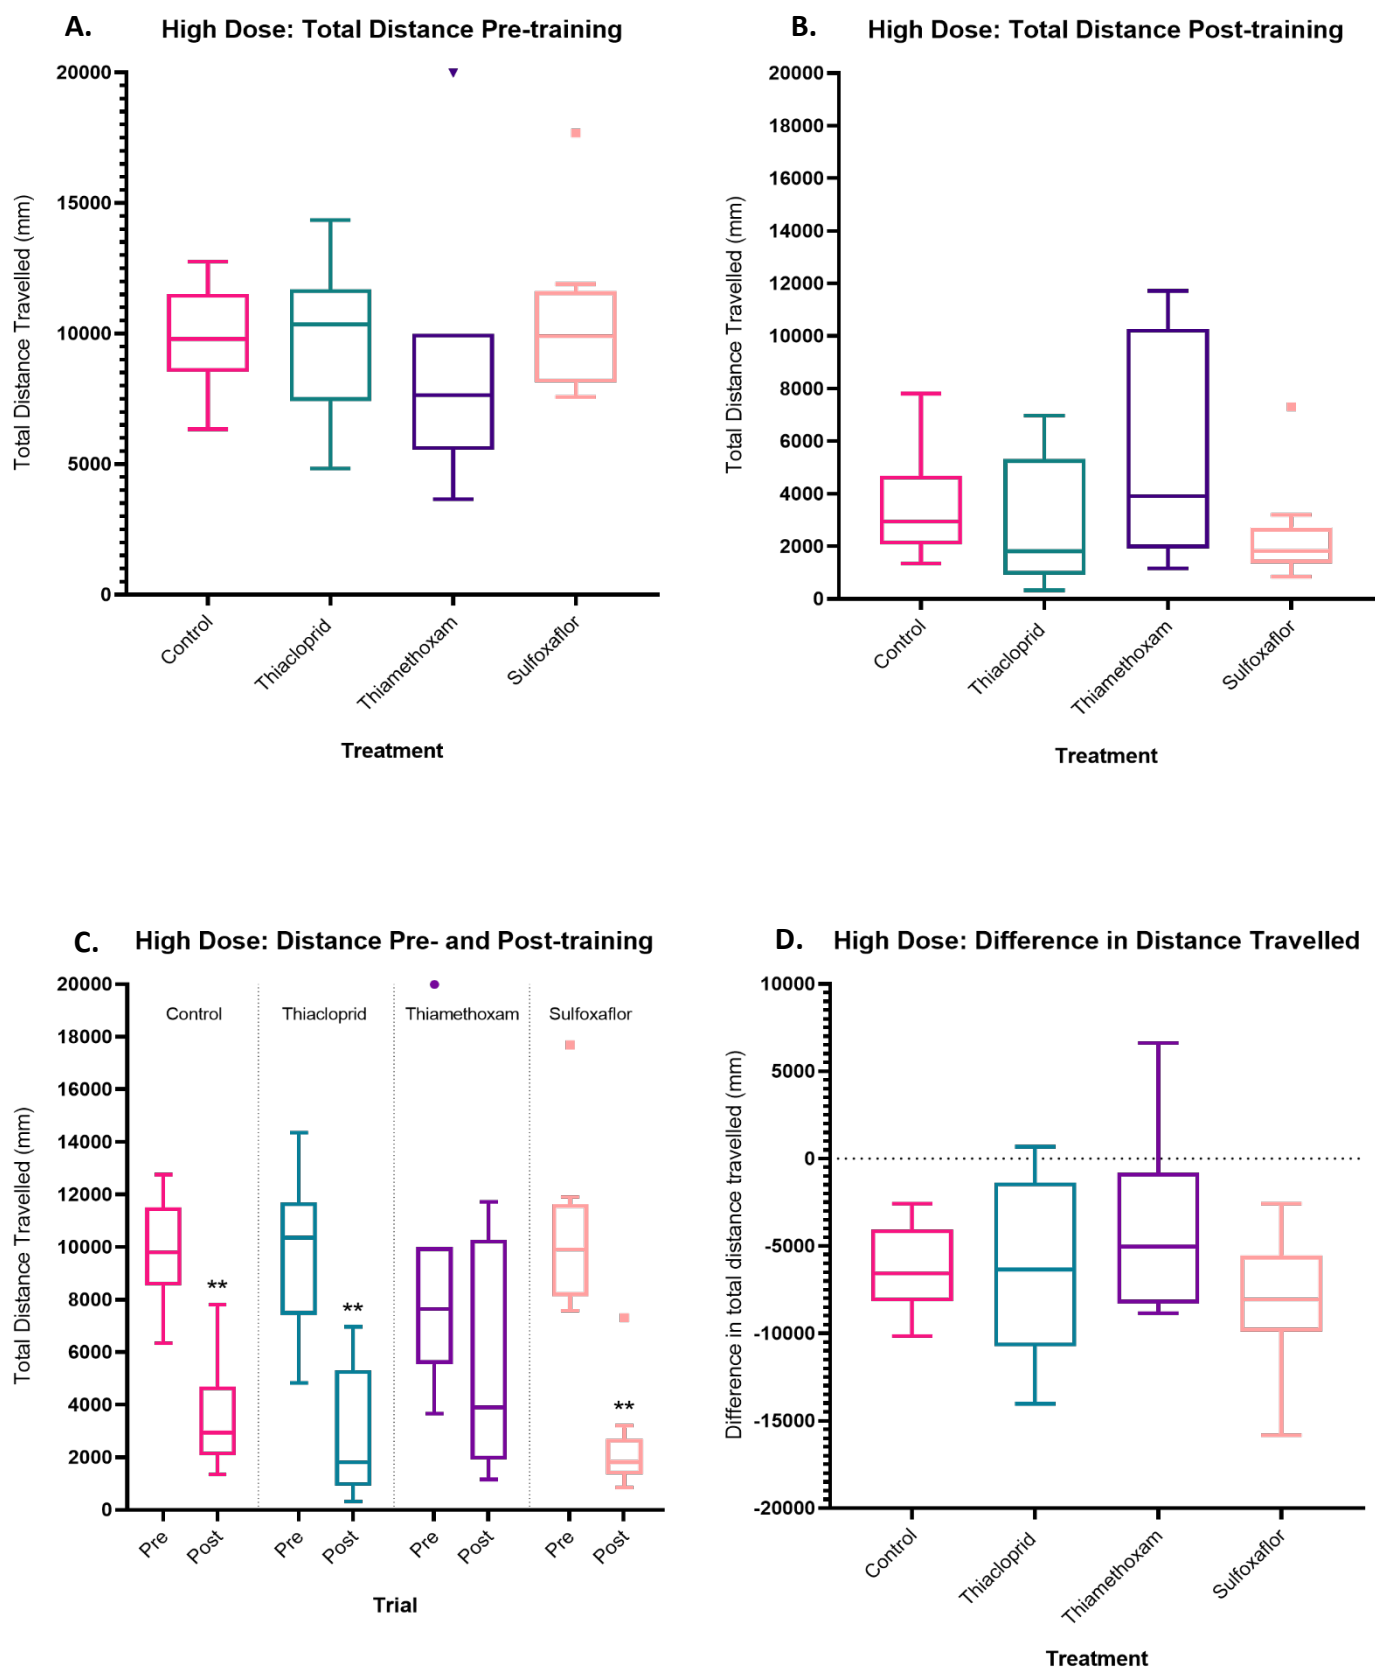 A. High Dose: Total Distance Pre-training
Total Distance Travelled (mm)
20000
15000
10000
5000
0
Control
Thiacloprid
Thiamethoxam
Sulfoxaflor
Treatment
B. High Dose: Total Distance Post-training
Total Distance Travelled (mm)
20000
18000
16000
14000
12000
10000
8000
6000
4000
2000
0
Control
Thiacloprid
Thiamethoxam
Sulfoxaflor
Treatment
C. High Dose: Distance Pre- and Post-training
Total Distance Travelled (mm)
20000
18000
16000
14000
12000
10000
8000
6000
4000
2000
0
Control Thiacloprid Thiamethoxam Sulfoxaflor
**
**
**
Pre Post Pre Post Pre Post Pre Post
Trial
D. High Dose: Difference in Distance Travelled
Difference in total distance travelled (mm)
10000
5000
0
-5000
-10000
-15000
-20000
Control
Thiacloprid
Thiamethoxam
Sulfoxaflor
Treatment